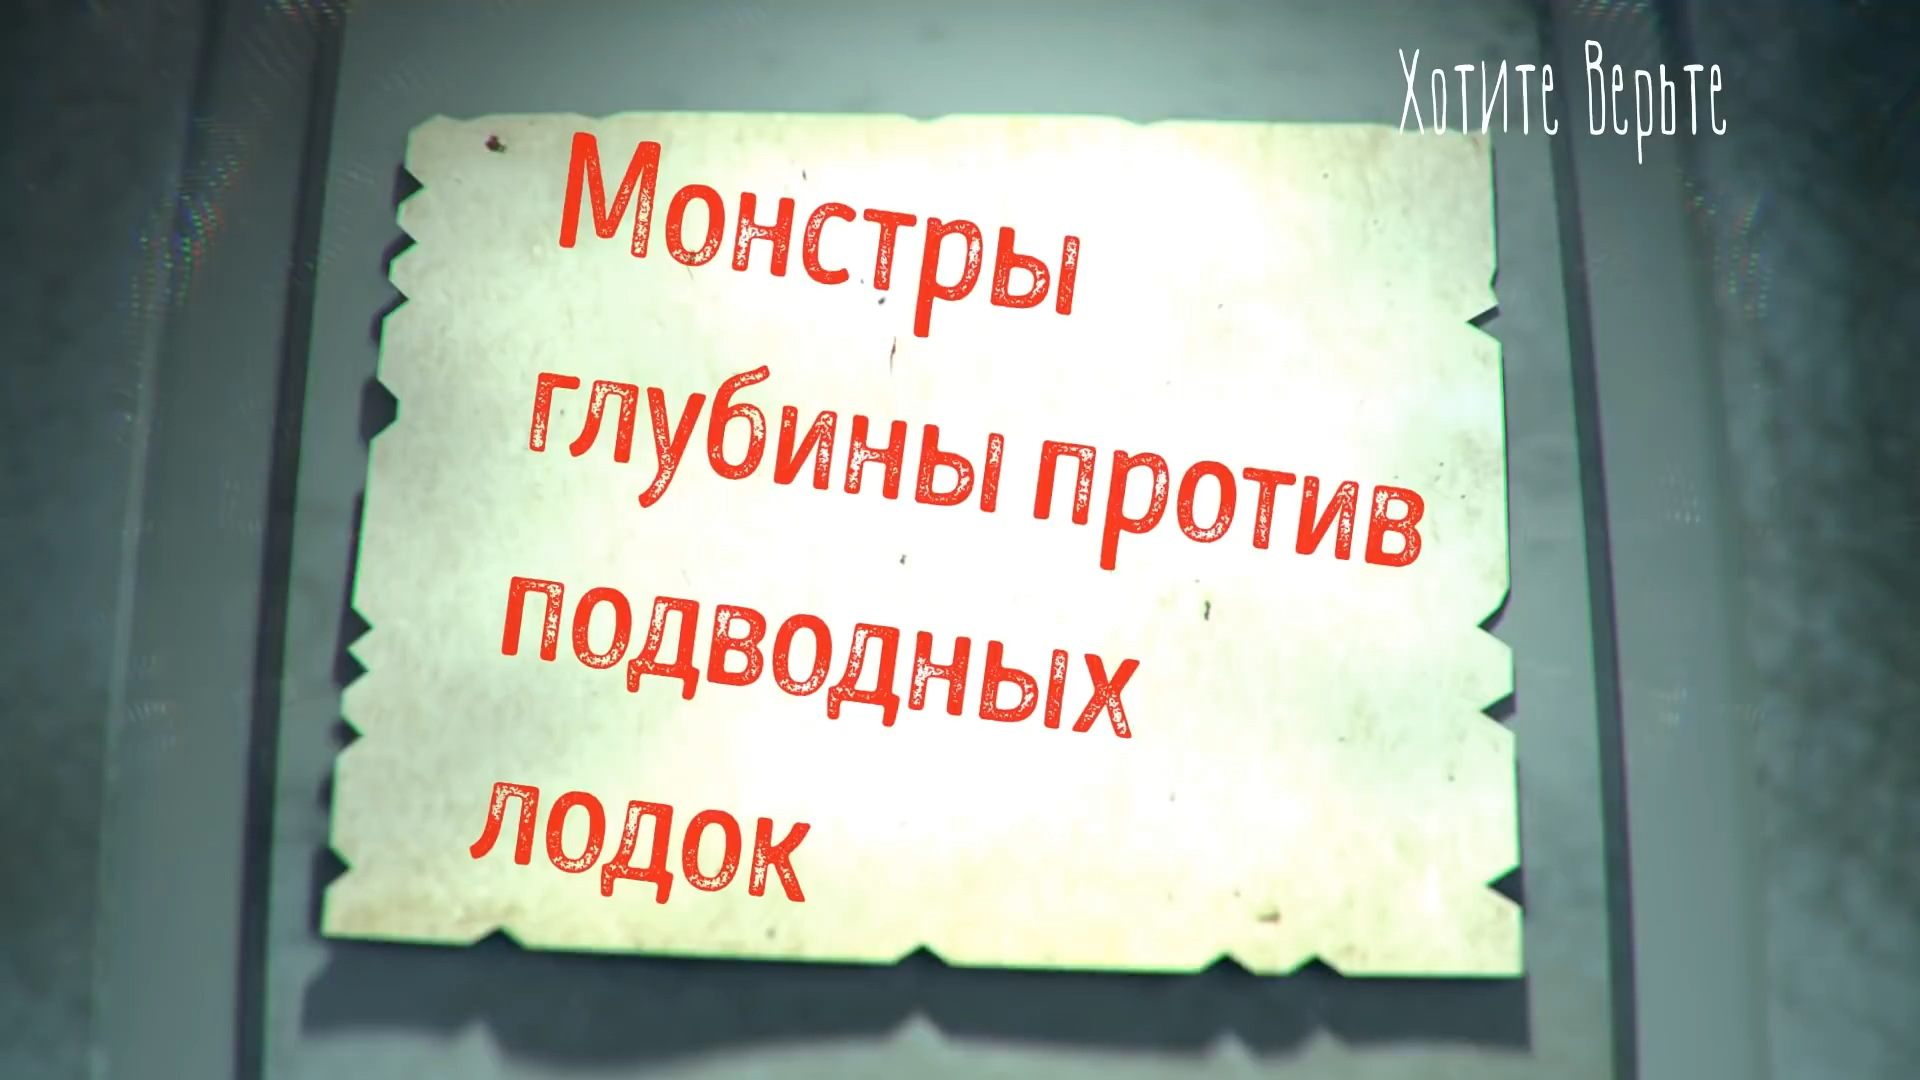 Хотите Верьте
Монстры
глубины против
подводных
лодок